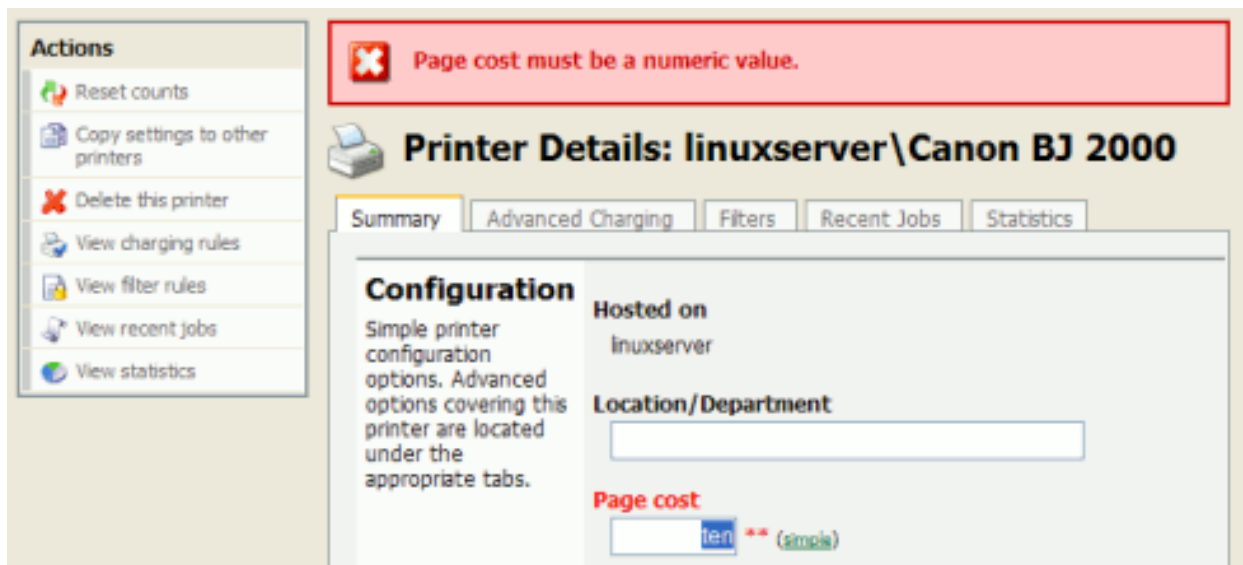 Actions
Reset counts
Copy settings to other
printers
Delete this printer
View charging rules
View filter rules
View recent jobs
View statistics
Page cost must be a numeric value.
Printer Details: linuxserver\Canon BJ 2000
Summary Advanced Charging Filters Recent Jobs Statistics
Configuration
Simple printer
configuration
options. Advanced
options covering this
printer are located
under the
appropriate tabs.
Hosted on
linuxserver
Location/Department
Page cost
ten ** (simple)